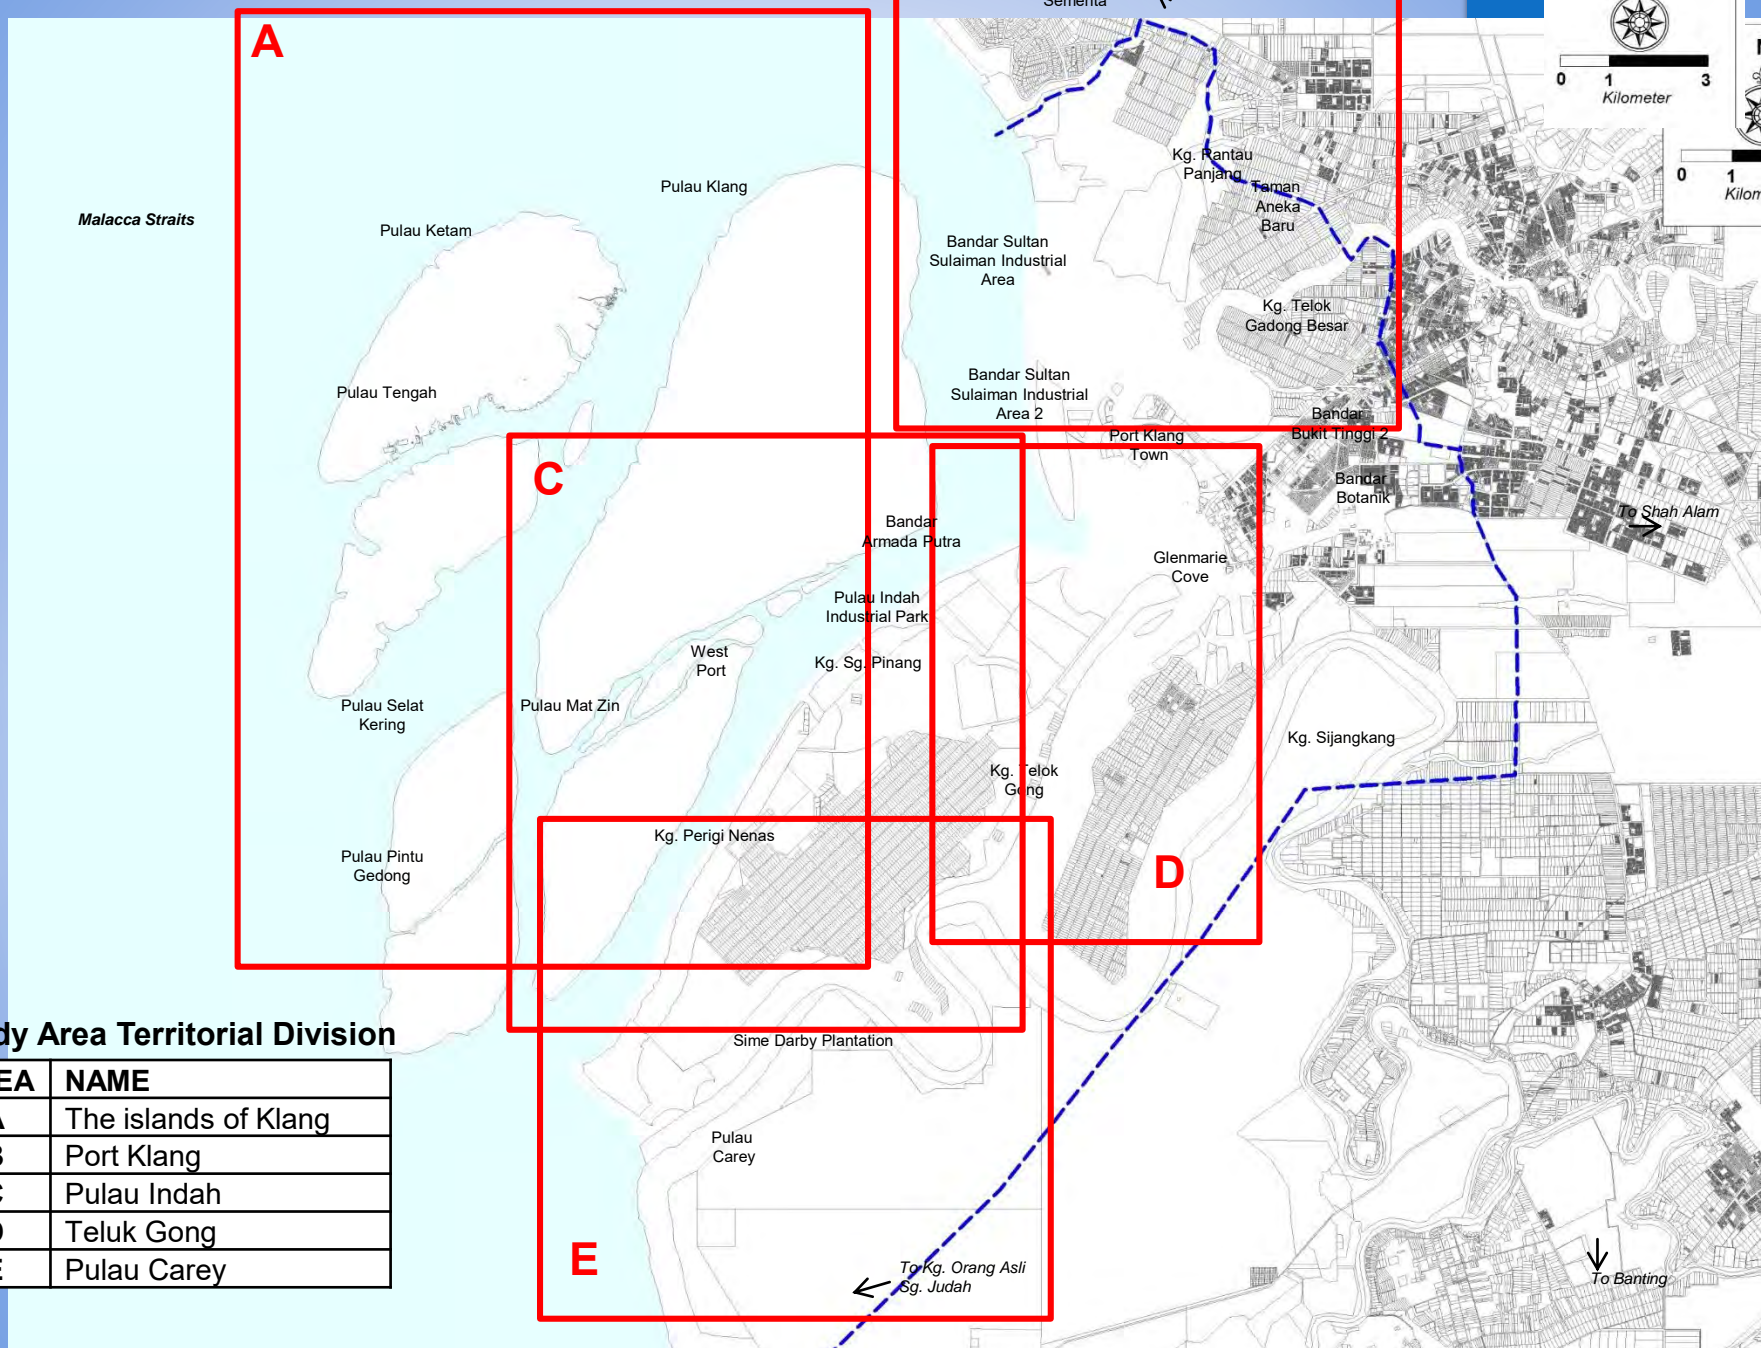 Sementa
A
0 1 3
Kilometer
0 1
Kilom
Kg. Rantau
Panjang
Taman
Aneka
Baru
Pulau Klang
Malacca Straits
Pulau Ketam
Bandar Sultan
Sulaiman Industrial
Area
Kg. Telok
Gadong Besar
Pulau Tengah
Bandar Sultan
Sulaiman Industrial
Area 2
Bandar
Bukit Tinggi 2
Port Klang
Town
C
Bandar
Botanik
To Shah Alam
Bandar
Armada Putra
Glenmarie
Cove
Pulau Indah
Industrial Park
Kg. Sg. Pinang
West
Port
Pulau Selat
Kering
Pulau Mat Zin
Kg. Sijangkang
Kg. Telok
Gong
Kg. Perigi Nenas
Pulau Pintu
Gedong
D
Sime Darby Plantation
dy Area Territorial Division
EA NAME
A The islands of Klang
B Port Klang
C Pulau Indah
D Teluk Gong
E Pulau Carey
Pulau
Carey
E
To Kg. Orang Asli
Sg. Judah
To Banting